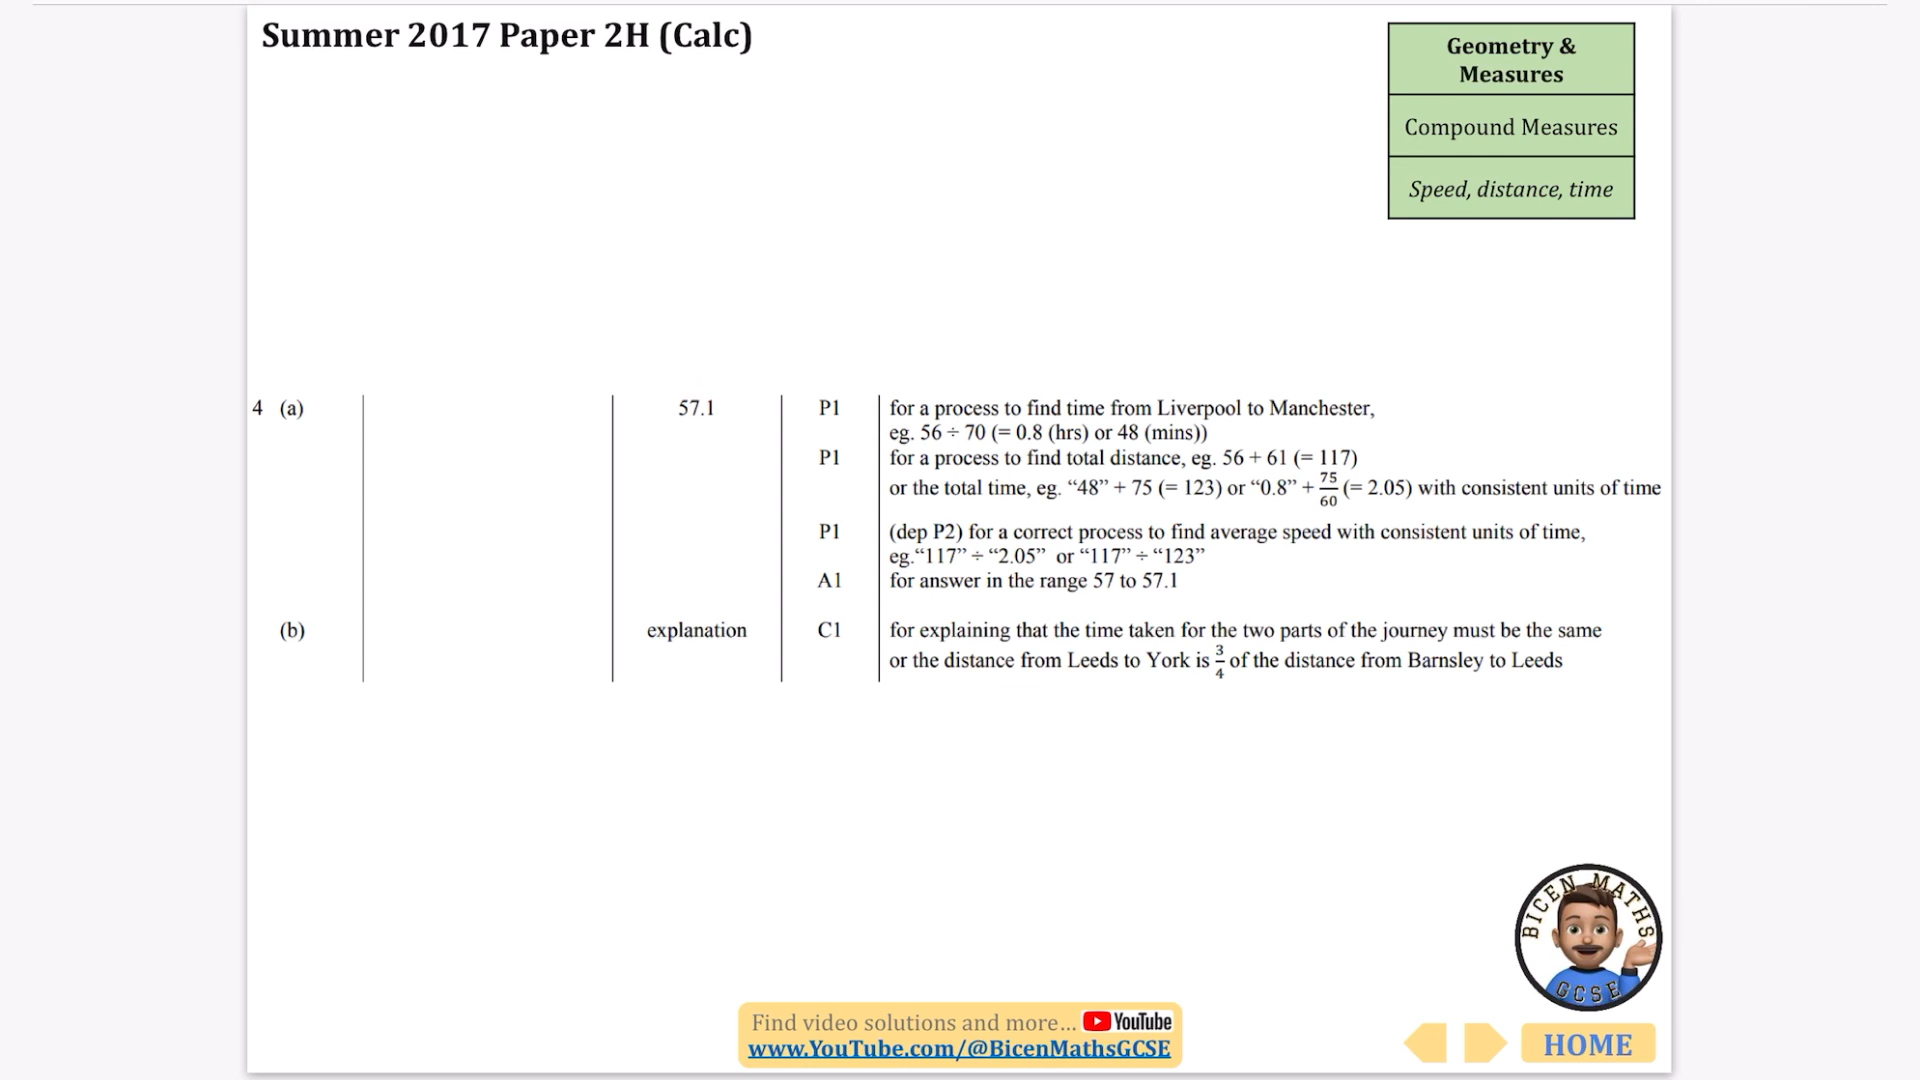 Summer 2017 Paper 2H (Calc)
Geometry &
Measures
Compound Measures
Speed, distance, time
4 (a) 57.1 P1 for a process to find time from Liverpool to Manchester,
eg. 56 ÷ 70 (= 0.8 (hrs) or 48 (mins))
P1 for a process to find total distance, eg. 56 + 61 (= 117)
or the total time, eg. “48” + 75 (= 123) or “0.8” + 75/60 (= 2.05) with consistent units of time
P1 (dep P2) for a correct process to find average speed with consistent units of time,
eg.“117” ÷ “2.05” or “117” ÷ “123”
A1 for answer in the range 57 to 57.1
(b) explanation C1 for explaining that the time taken for the two parts of the journey must be the same
or the distance from Leeds to York is 3/4 of the distance from Barnsley to Leeds
BICEN MATHS
GCSE
Find video solutions and more... YouTube
www.YouTube.com/@BicenMathsGCSE
HOME